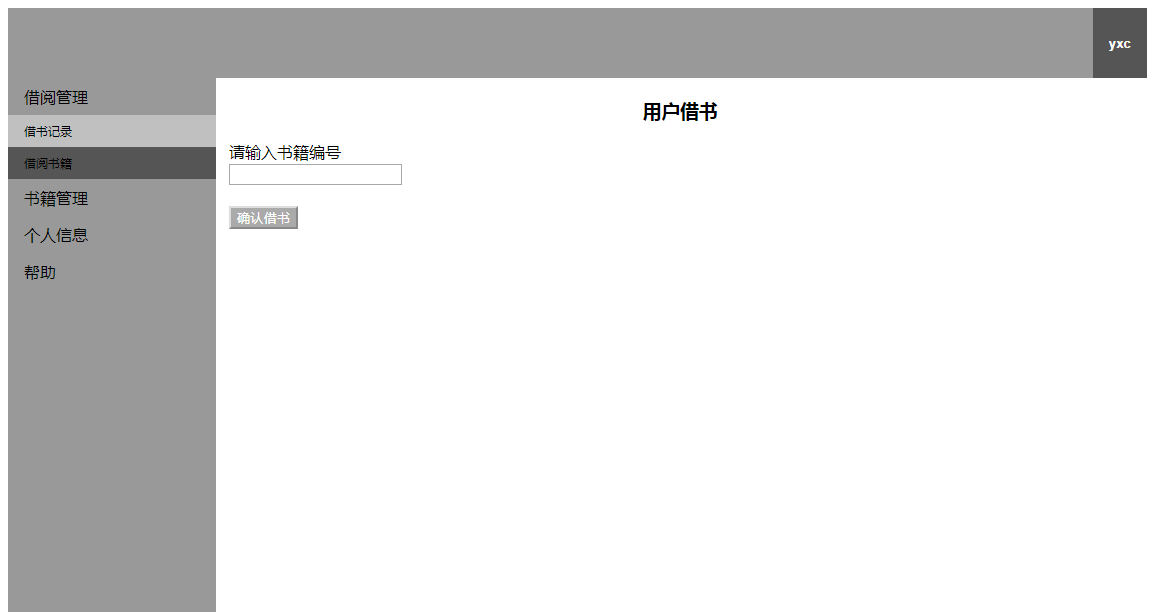 yxc
借阅管理
借书记录
借阅书籍
书籍管理
个人信息
帮助
用户借书
请输入书籍编号
确认借书